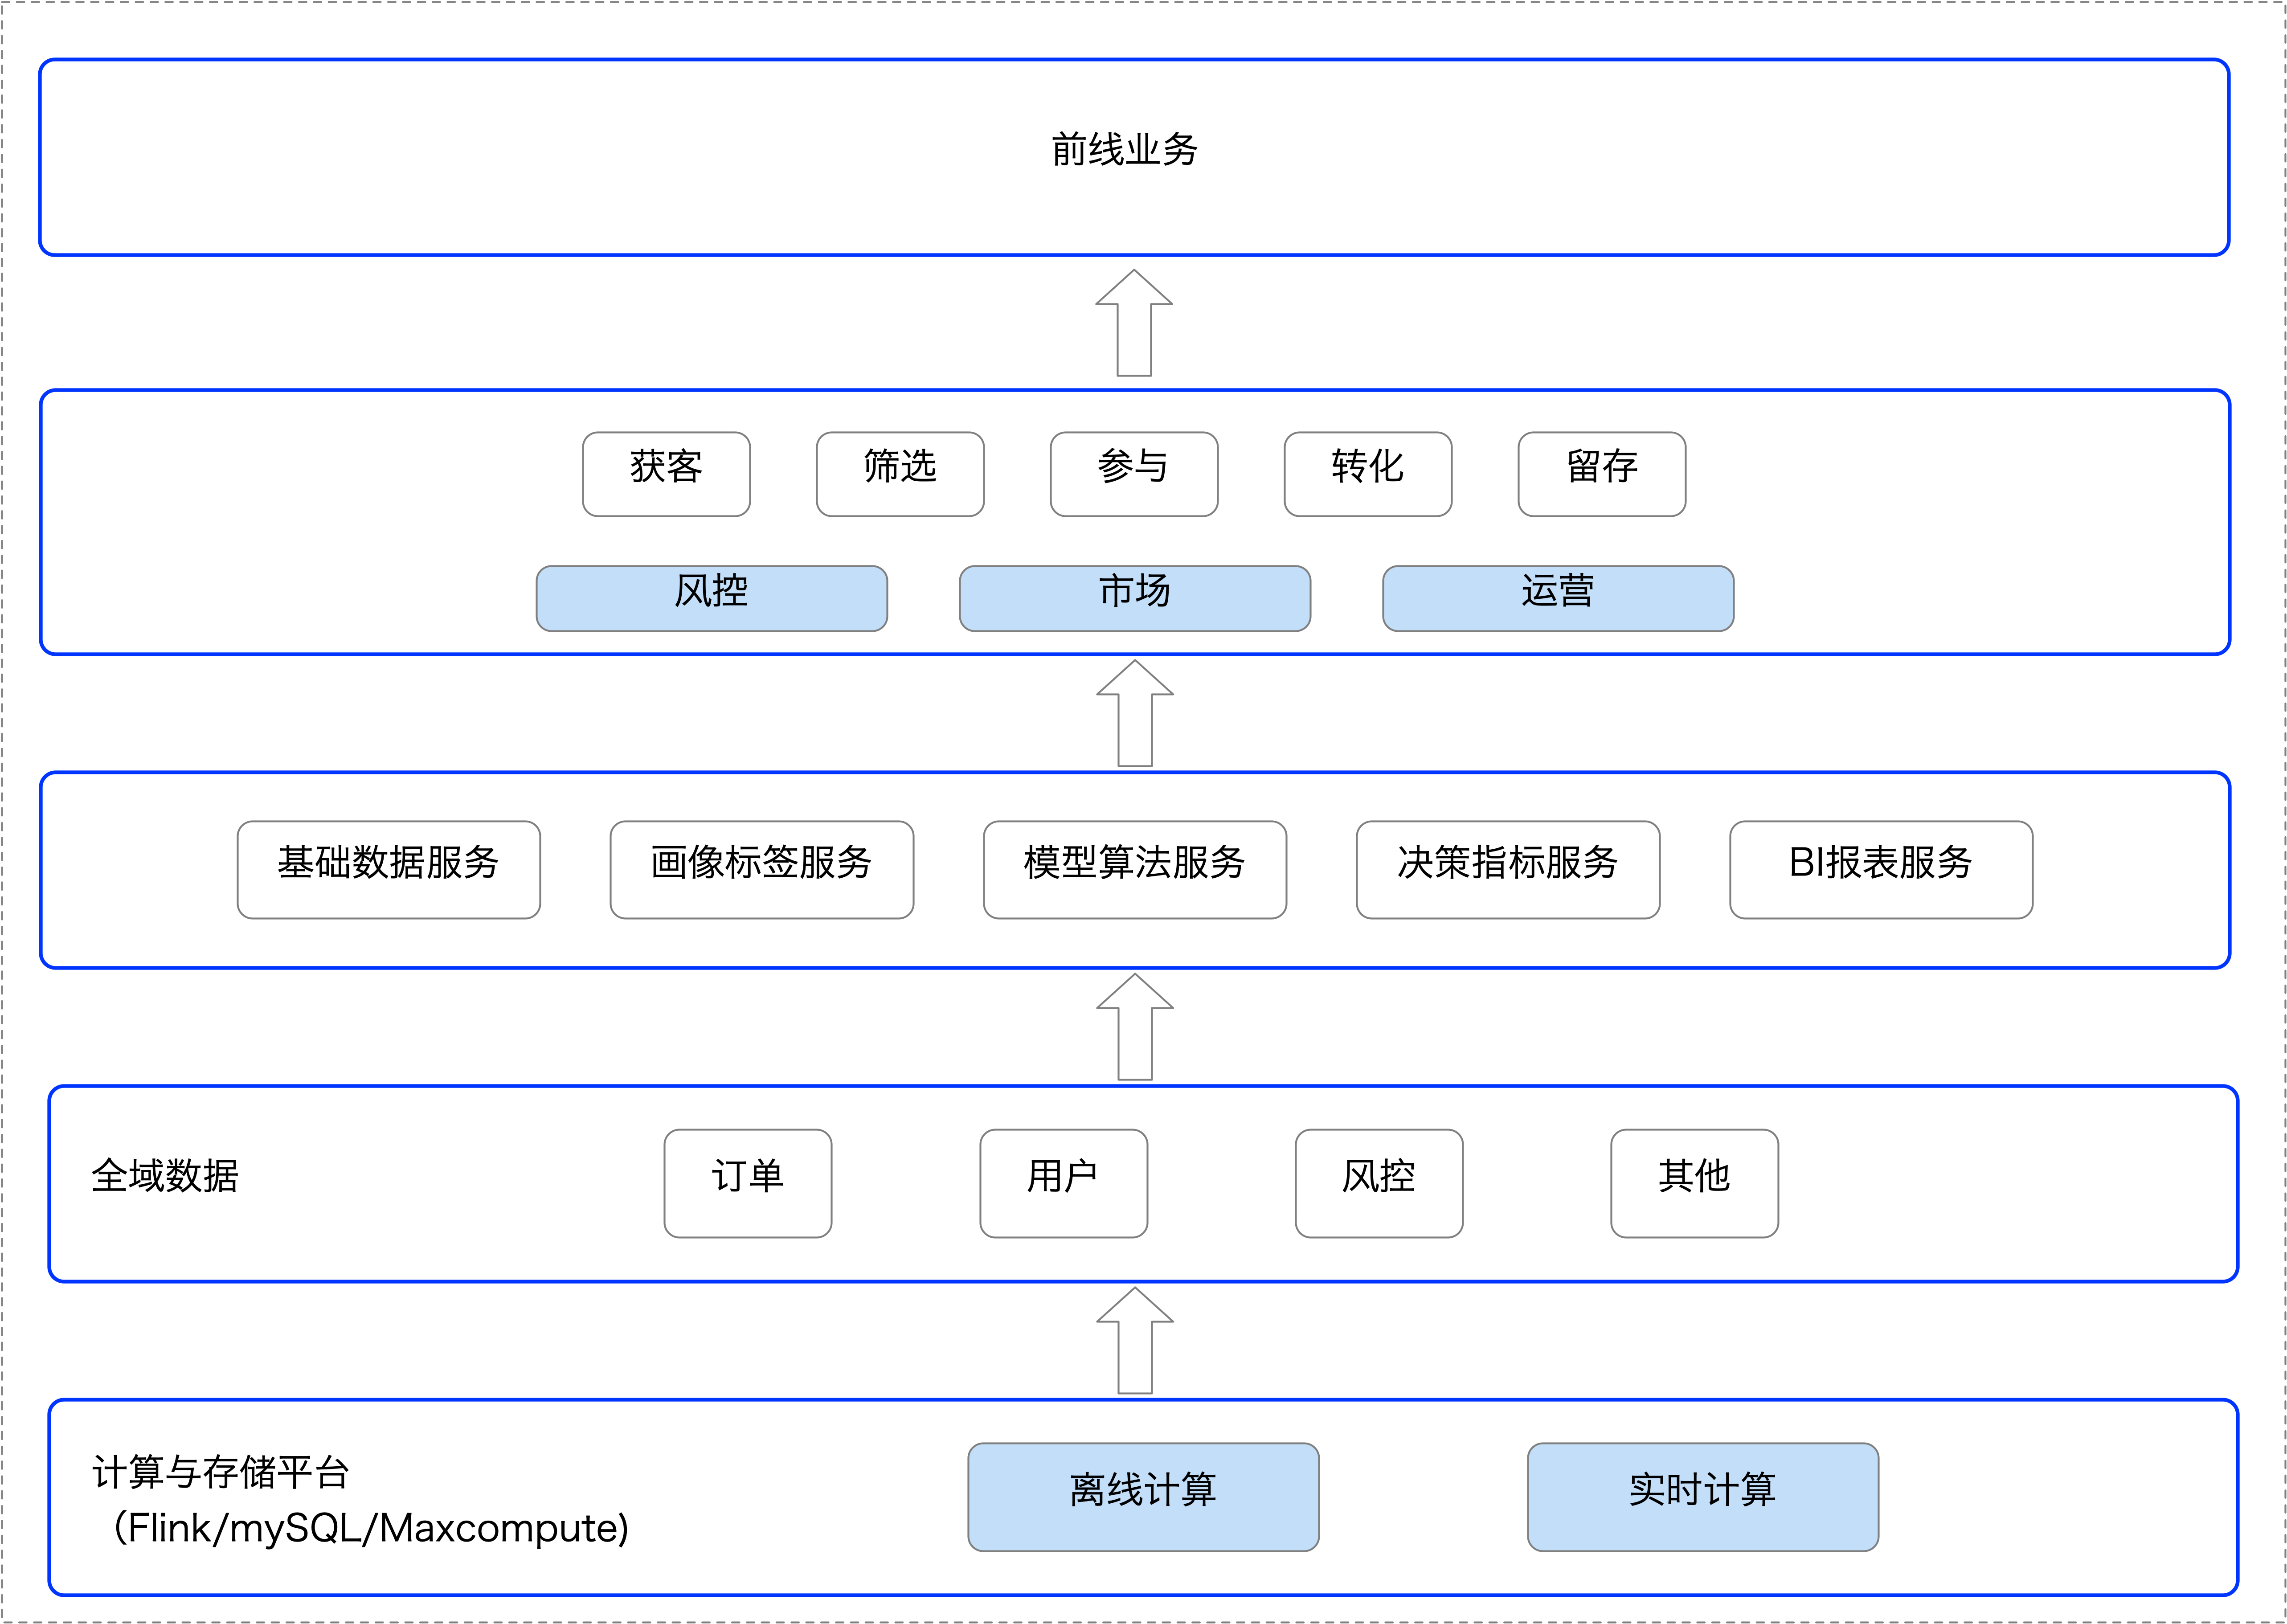 前线业务
获客
筛选
参与
转化
留存
风控
市场
运营
基础数据服务
画像标签服务
模型算法服务
决策指标服务
BI报表服务
全域数据
订单
用户
风控
其他
计算与存储平台
（Flink/mySQL/Maxcompute)
离线计算
实时计算